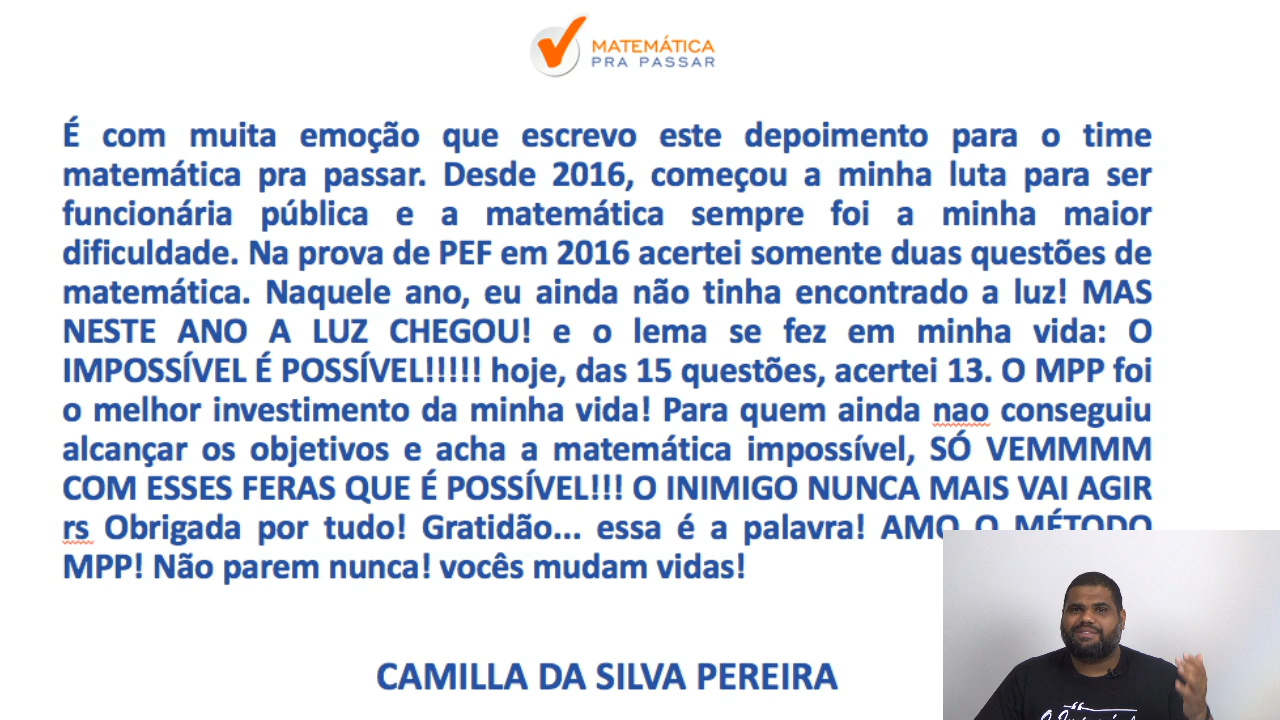 MATEMÁTICA
PRA PASSAR
É com muita emoção que escrevo este depoimento para o time
matemática pra passar. Desde 2016, começou a minha luta para ser
funcionária pública e a matemática sempre foi a minha maior
dificuldade. Na prova de PEF em 2016 acertei somente duas questões de
matemática. Naquele ano, eu ainda não tinha encontrado a luz! MAS
NESTE ANO A LUZ CHEGOU! e o lema se fez em minha vida: O
IMPOSSÍVEL É POSSÍVEL!!!!! hoje, das 15 questões, acertei 13. O MPP foi
o melhor investimento da minha vida! Para quem ainda nao conseguiu
alcançar os objetivos e acha a matemática impossível, SÓ VEMMMM
COM ESSES FERAS QUE É POSSÍVEL!!! O INIMIGO NUNCA MAIS VAI AGIR
rs Obrigada por tudo! Gratidão... essa é a palavra! AMO O MÉTODO
MPP! Não parem nunca! vocês mudam vidas!
CAMILLA DA SILVA PEREIRA